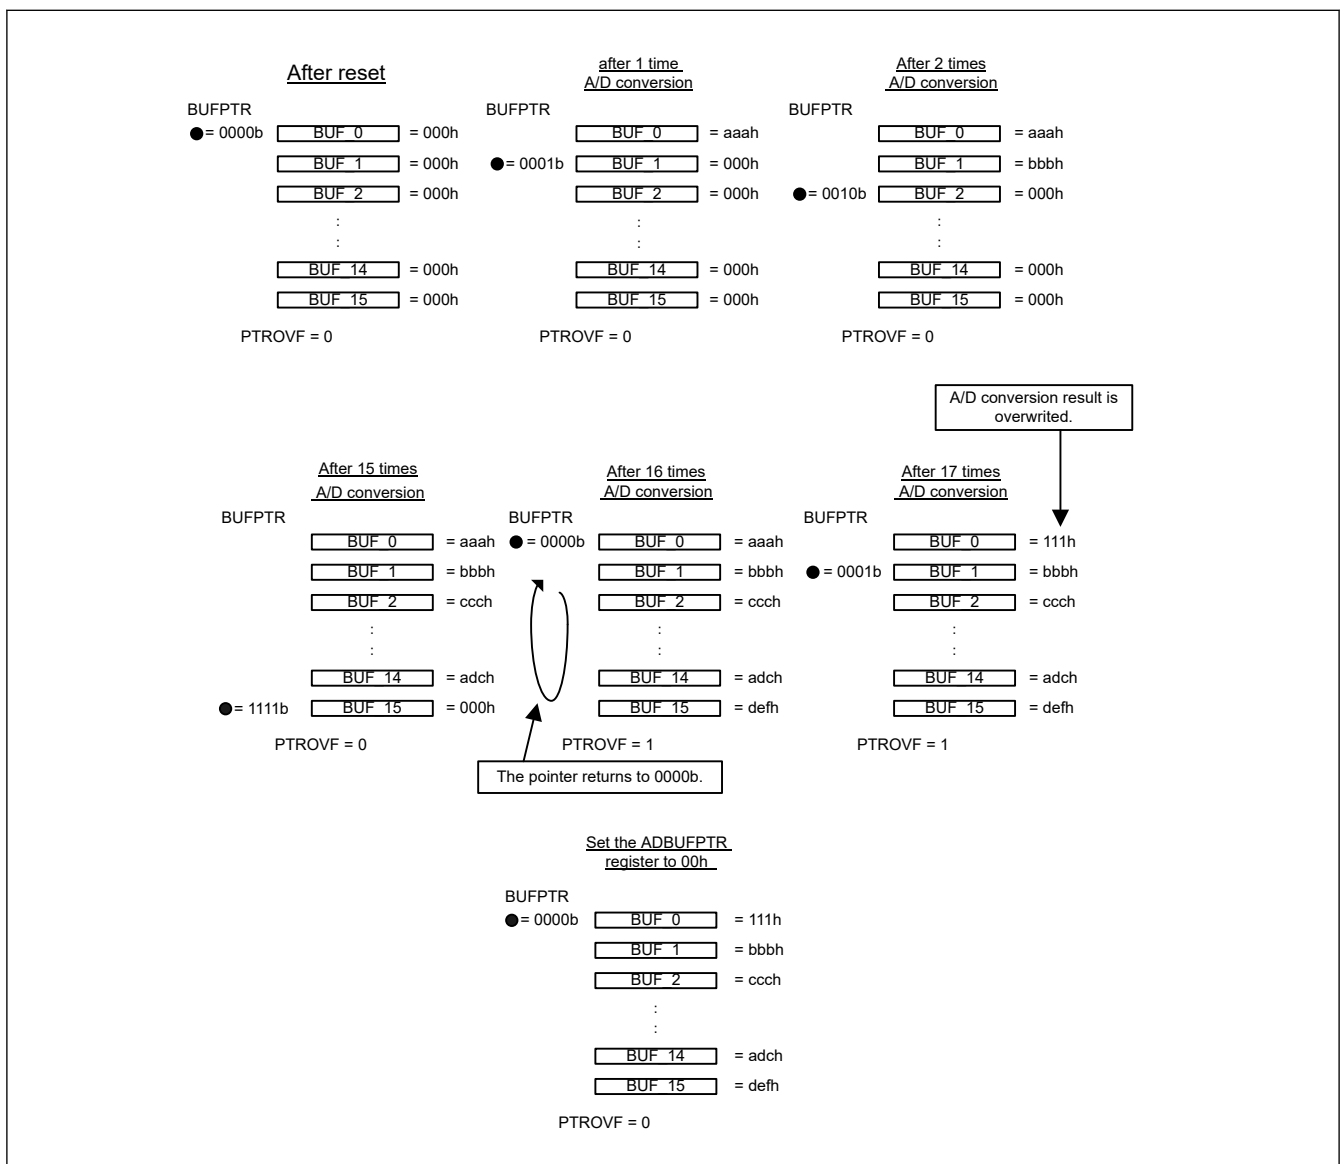 After reset
BUFPTR
= 0000b BUF_0 = 000h
BUF_1 = 000h
BUF_2 = 000h
:
:
BUF_14 = 000h
BUF_15 = 000h
PTROVF = 0
after 1 time
A/D conversion
BUFPTR
BUF_0 = aaah
= 0001b BUF_1 = 000h
BUF_2 = 000h
:
:
BUF_14 = 000h
BUF_15 = 000h
PTROVF = 0
After 2 times
A/D conversion
BUFPTR
BUF_0 = aaah
BUF_1 = bbbh
= 0010b BUF_2 = 000h
:
:
BUF_14 = 000h
BUF_15 = 000h
PTROVF = 0
After 15 times
A/D conversion
BUFPTR
BUF_0 = aaah
BUF_1 = bbbh
BUF_2 = ccch
:
:
BUF_14 = adch
= 1111b BUF_15 = 000h
PTROVF = 0
After 16 times
A/D conversion
BUFPTR
= 0000b BUF_0 = aaah
BUF_1 = bbbh
BUF_2 = ccch
:
:
BUF_14 = adch
BUF_15 = defh
PTROVF = 1
The pointer returns to 0000b.
A/D conversion result is
overwrited.
After 17 times
A/D conversion
BUFPTR
BUF_0 = 111h
= 0001b BUF_1 = bbbh
BUF_2 = ccch
:
:
BUF_14 = adch
BUF_15 = defh
PTROVF = 1
Set the ADBUFPTR
register to 00h
BUFPTR
= 0000b BUF_0 = 111h
BUF_1 = bbbh
BUF_2 = ccch
:
:
BUF_14 = adch
BUF_15 = defh
PTROVF = 0